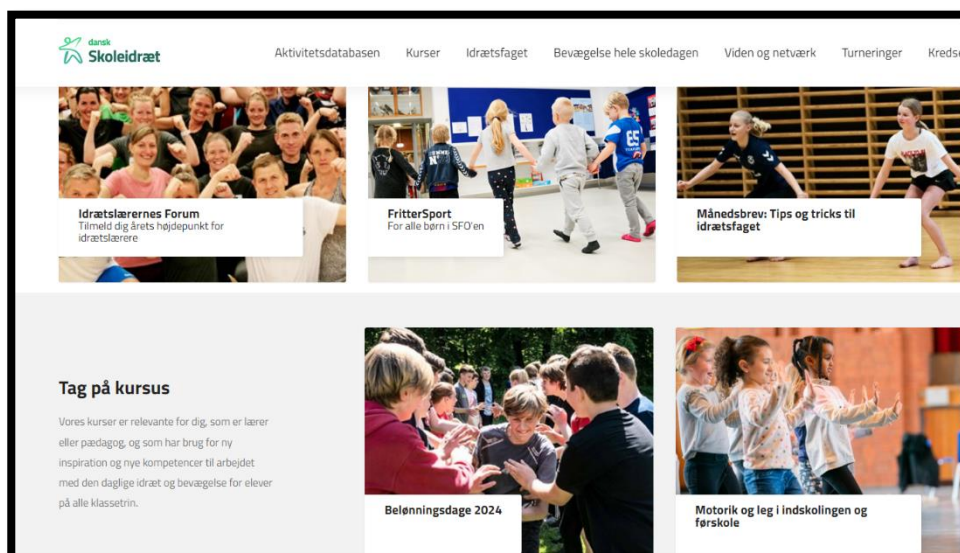 dansk
Skoleidræt
Aktivitetsdatabasen Kurser Idrætsfaget Bevægelse hele skoledagen Viden og netværk Turneringer Kredse
Idrætslærernes Forum
Tilmeld dig årets højdepunkt for
idrætslærere
FritterSport
For alle børn i SFO'en
Månedsbrev: Tips og tricks til
idrætsfaget
Tag på kursus
Vores kurser er relevante for dig, som er lærer
eller pædagog, og som har brug for ny
inspiration og nye kompetencer til arbejdet
med den daglige idræt og bevægelse for elever
på alle klassetrin.
Belønningsdage 2024
Motorik og leg i indskolingen og
førskole